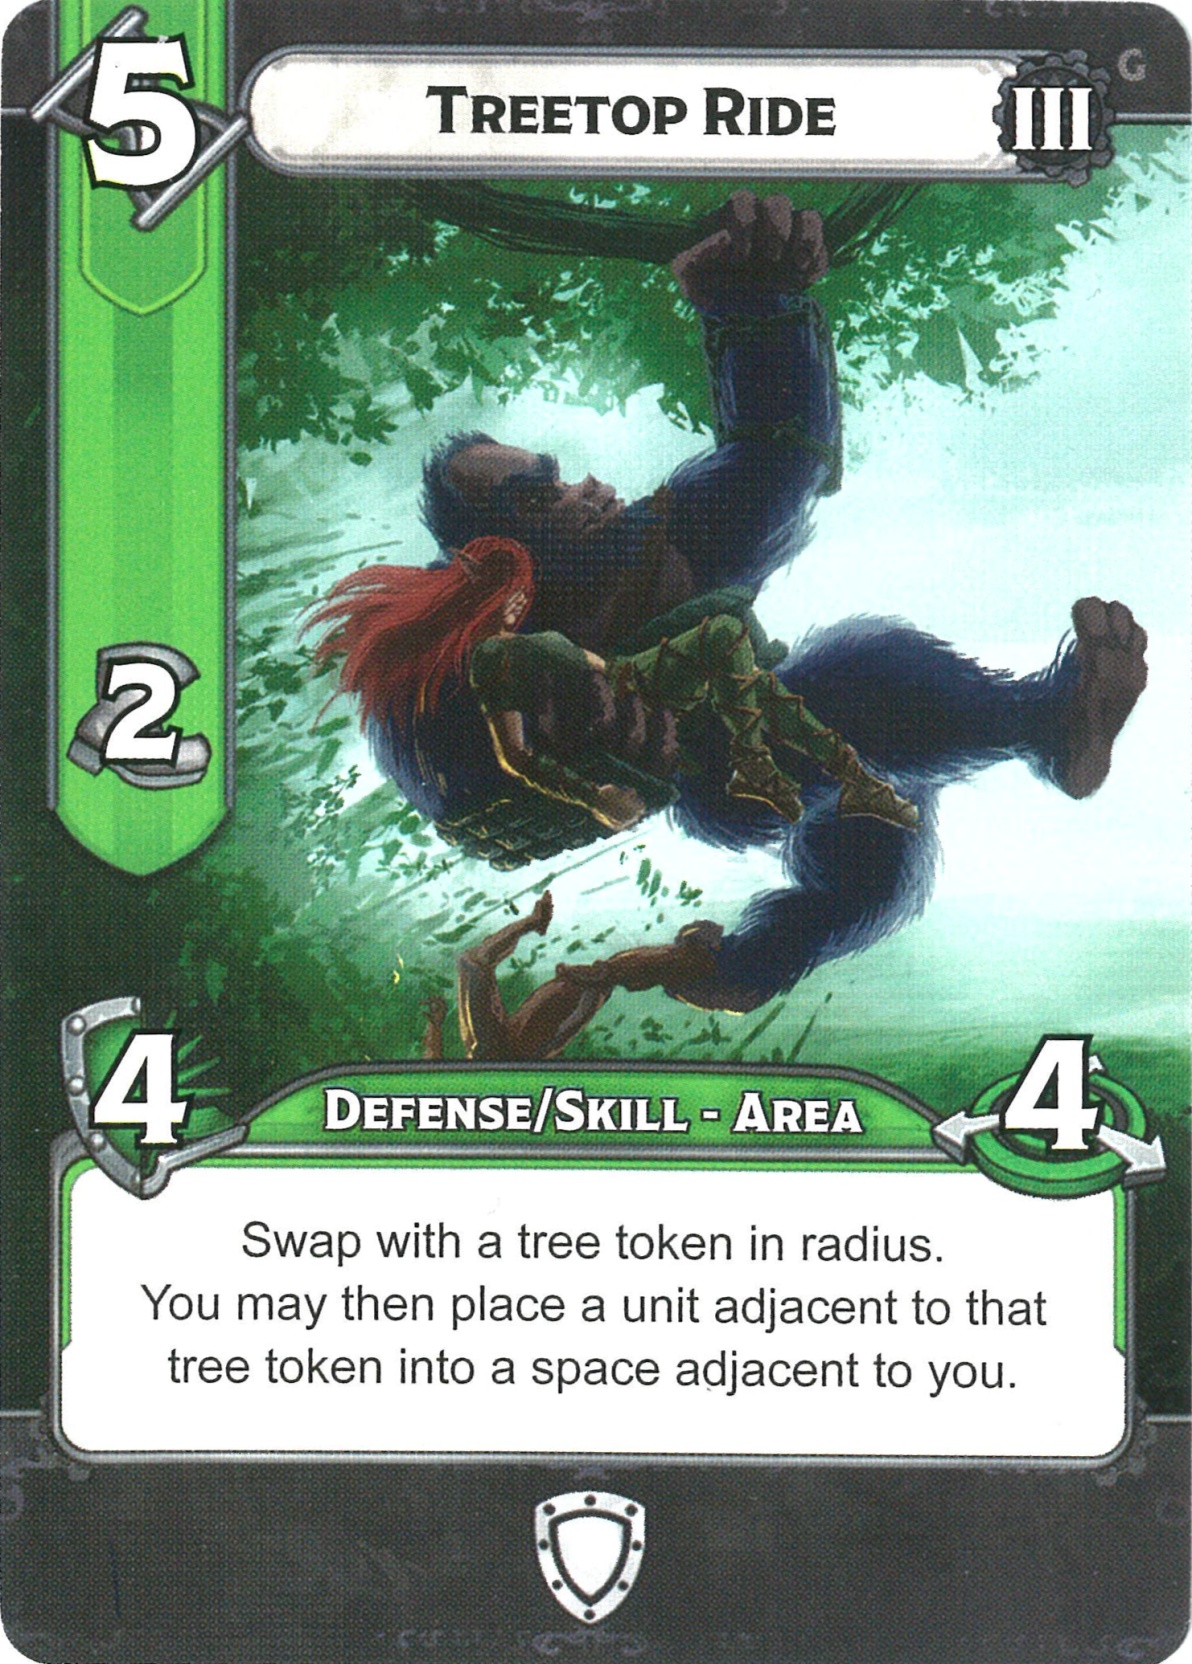 5
TREETOP RIDE
III
G
2
4
DEFENSE/SKILL - AREA
4
Swap with a tree token in radius.
You may then place a unit adjacent to that
tree token into a space adjacent to you.